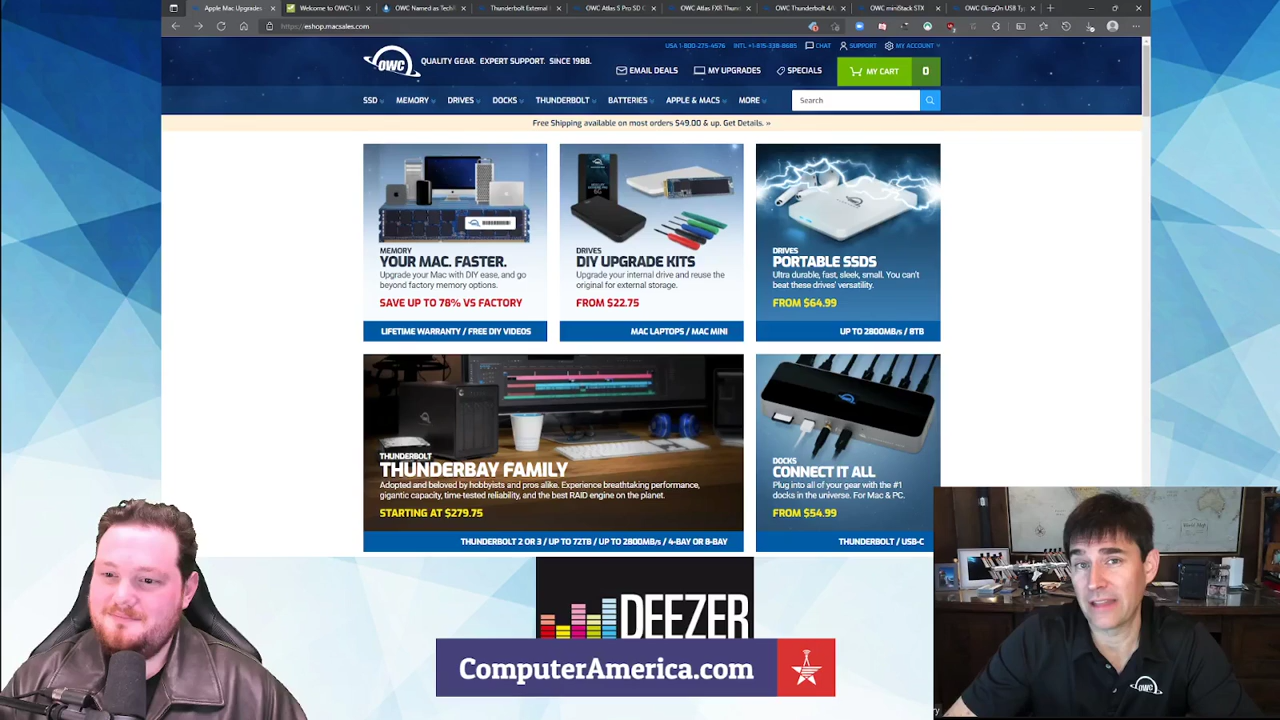 Apple Mac Upgrades
Welcome to OWC's Li
OWC Named as TechT
Thunderbolt External
OWC Atlas S Pro SD
OWC Atlas FXR Thun
OWC Thunderbolt 4/
OWC miniStack STX
OWC ClingOn USB Ty
https://eshop.macsales.com
USA 1-800-275-4576 INTL +1-815-338-8685 CHAT SUPPORT MY ACCOUNT
OWC
QUALITY GEAR. EXPERT SUPPORT. SINCE 1988.
EMAIL DEALS MY UPGRADES SPECIALS MY CART 0
SSD MEMORY DRIVES DOCKS THUNDERBOLT BATTERIES APPLE & MACS MORE Search
Free Shipping available on most orders $49.00 & up. Get Details. »
MEMORY
YOUR MAC. FASTER.
Upgrade your Mac with DIY ease, and go
beyond factory memory options.
SAVE UP TO 78% VS FACTORY
LIFETIME WARRANTY / FREE DIY VIDEOS
DRIVES
DIY UPGRADE KITS
Upgrade your internal drive and reuse the
original for external storage.
FROM $22.75
MAC LAPTOPS / MAC MINI
DRIVES
PORTABLE SSDS
Ultra durable, fast, sleek, small. You can't
beat these drives' versatility.
FROM $64.99
UP TO 2800MB/s / 8TB
THUNDERBOLT
THUNDERBAY FAMILY
Adopted and beloved by hobbyists and pros alike. Experience breathtaking performance,
gigantic capacity, time-tested reliability, and the best RAID engine on the planet.
STARTING AT $279.75
THUNDERBOLT 2 OR 3 / UP TO 72TB / UP TO 2800MB/s / 4-BAY OR 8-BAY
DOCKS
CONNECT IT ALL
Plug into all of your gear with the #1
docks in the universe. For Mac & PC.
FROM $54.99
THUNDERBOLT / USB-C
DEEZER
ComputerAmerica.com
OWC